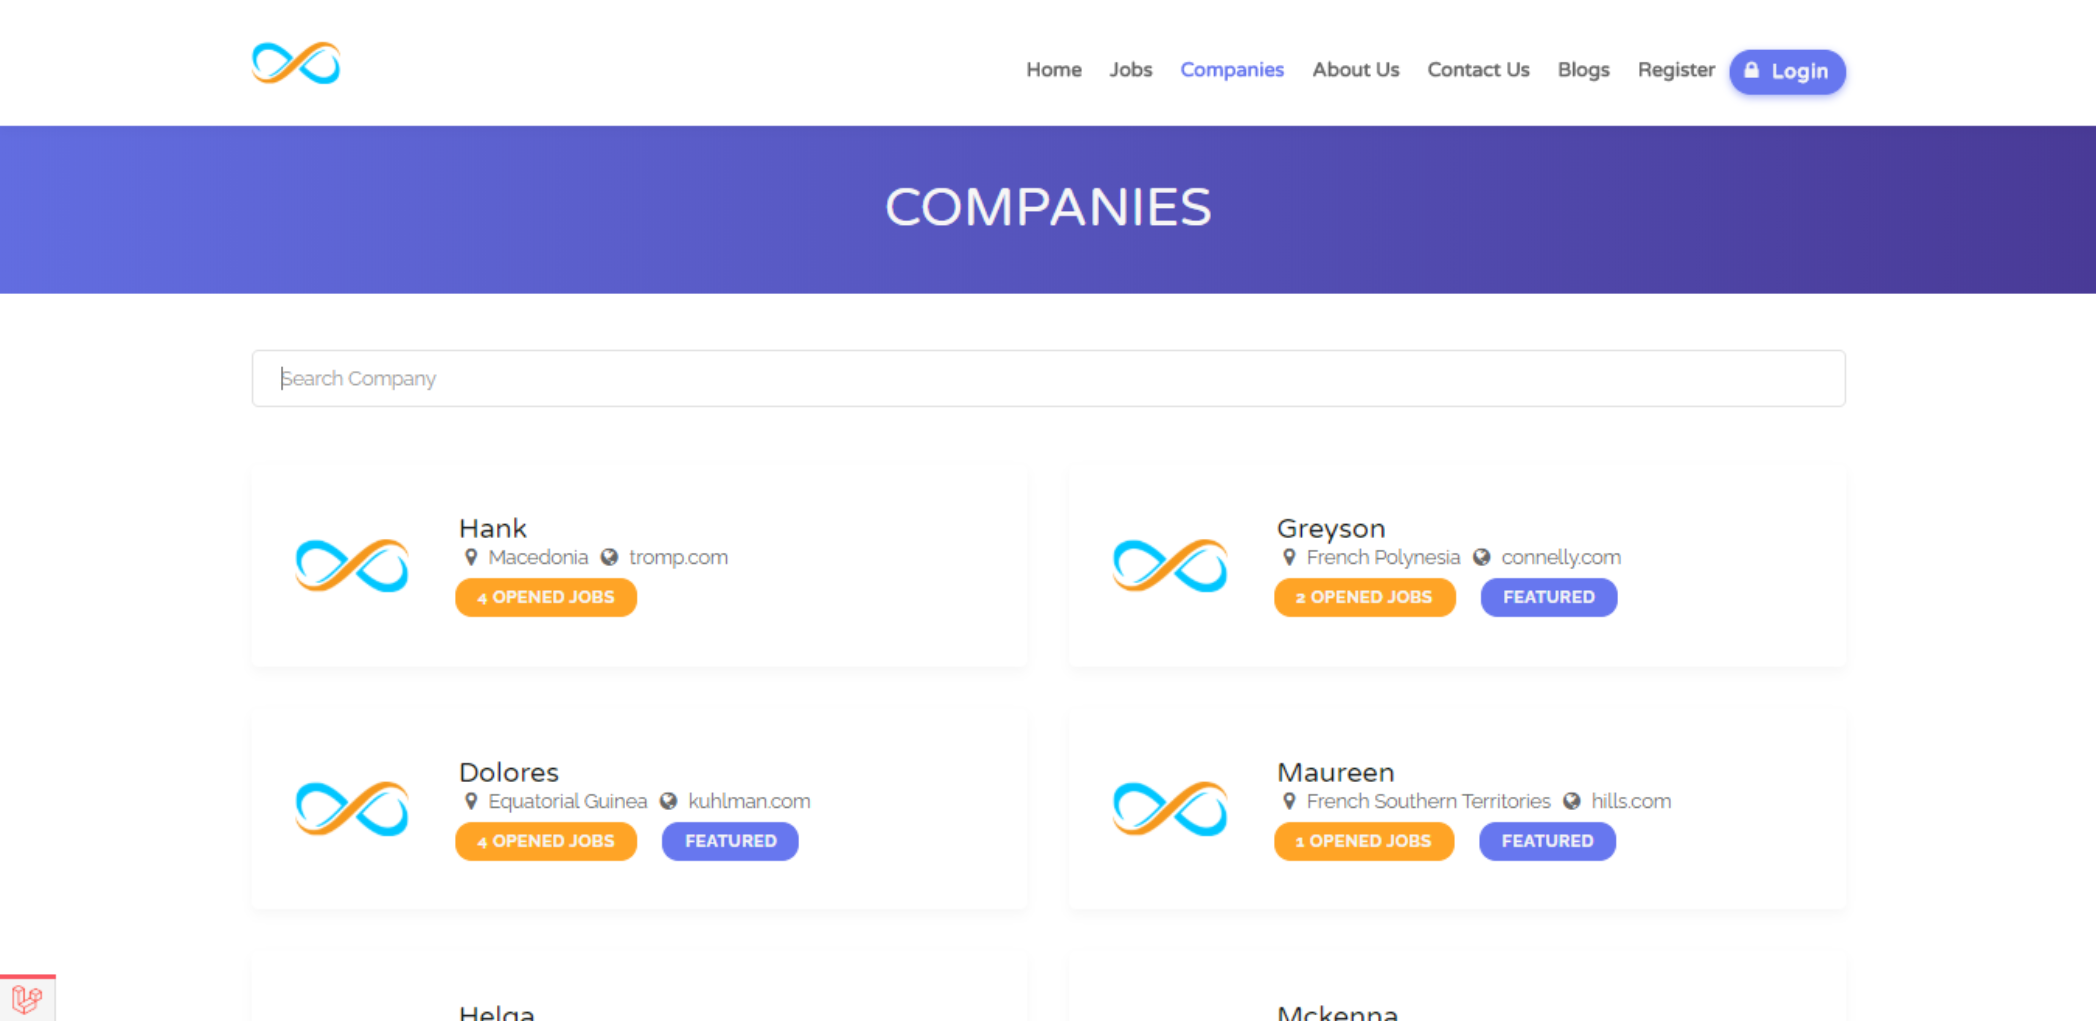 Home Jobs Companies About Us Contact Us Blogs Register Login
COMPANIES
Search Company
Hank
Macedonia tromp.com
4 OPENED JOBS
Greyson
French Polynesia connelly.com
2 OPENED JOBS FEATURED
Dolores
Equatorial Guinea kuhlman.com
4 OPENED JOBS FEATURED
Maureen
French Southern Territories hills.com
1 OPENED JOBS FEATURED
Helga
Mckenna